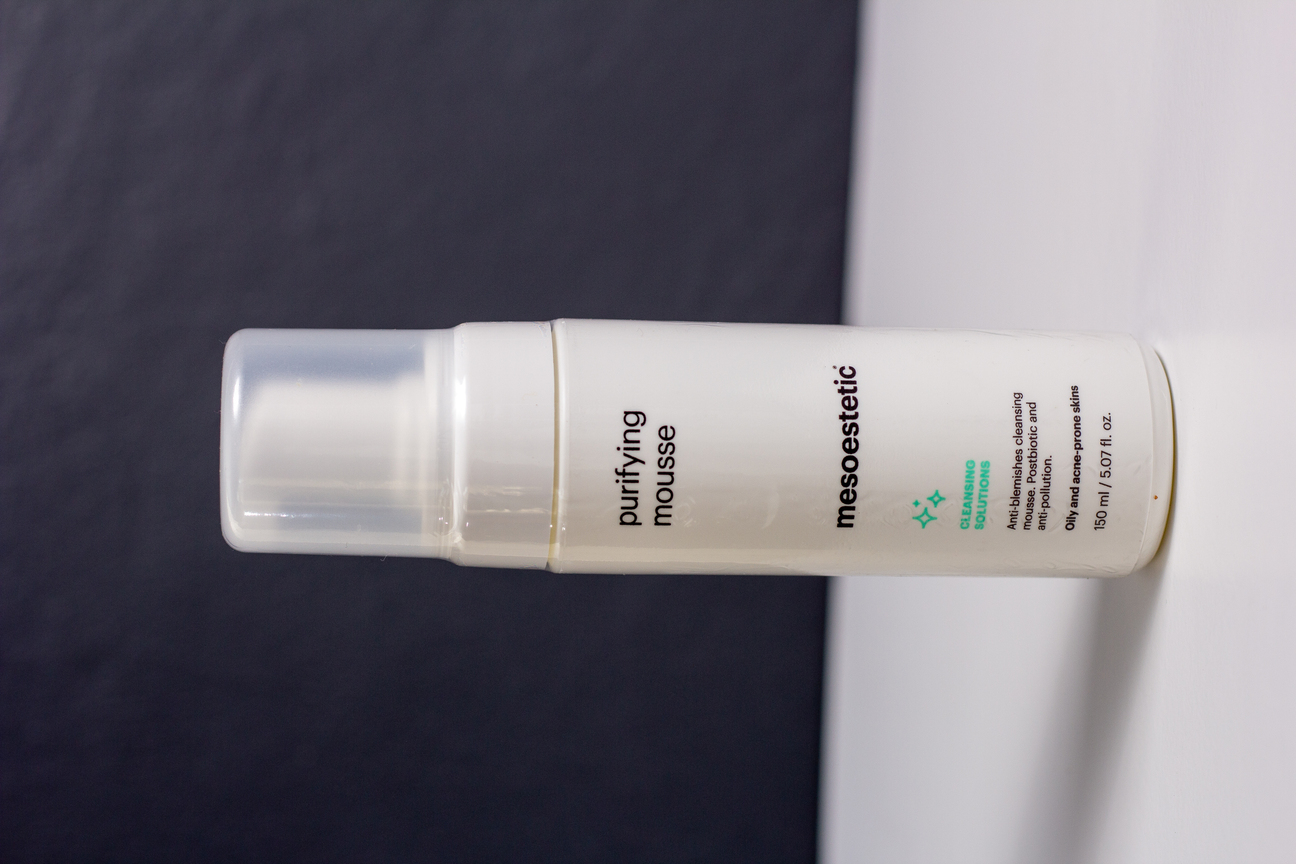 purifying
mousse
mesoestetic®
CLEANSING
SOLUTIONS
Anti-blemishes cleansing
mousse. Postbiotic and
anti-pollution.
Oily and acne-prone skins
150 ml / 5.07 fl. oz.